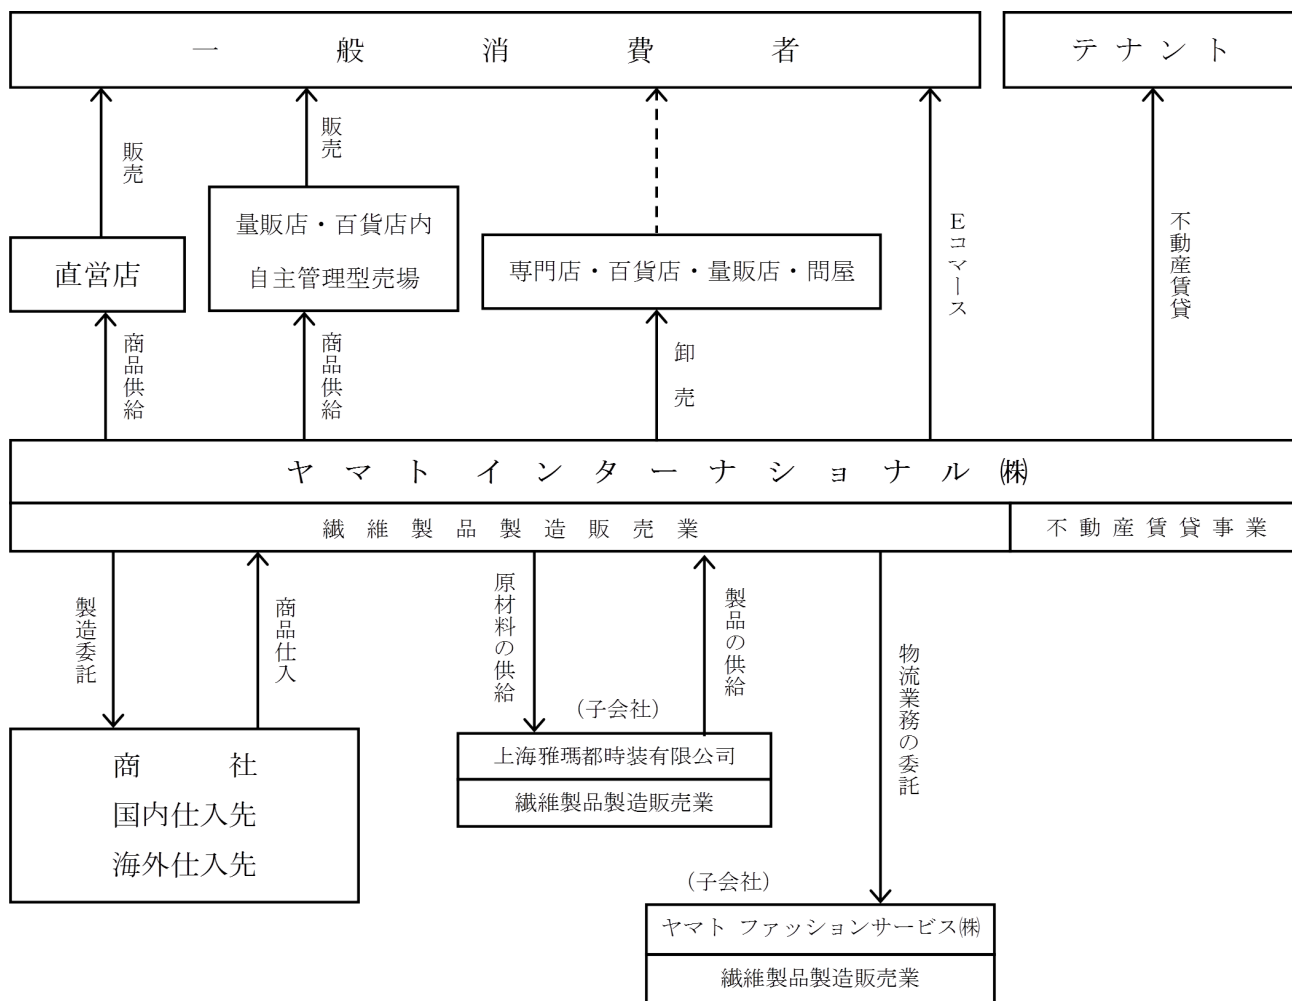 一般消費者
テナント
販売
販売
量販店・百貨店内
自主管理型売場
直営店
専門店・百貨店・量販店・問屋
Eコマース
不動産賃貸
商品供給
商品供給
卸売
ヤマトインターナショナル㈱
繊維製品製造販売業
不動産賃貸事業
製造委託
商品仕入
原材料の供給
製品の供給
物流業務の委託
商社
国内仕入先
海外仕入先
(子会社)
上海雅瑪都時装有限公司
繊維製品製造販売業
(子会社)
ヤマト ファッションサービス㈱
繊維製品製造販売業